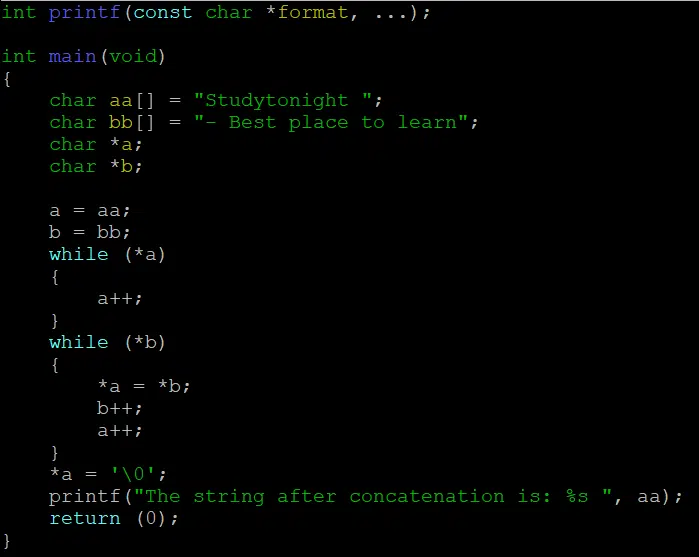 int printf(const char *format, ...);

int main(void)
{
    char aa[] = "Studytonight ";
    char bb[] = "- Best place to learn";
    char *a;
    char *b;

    a = aa;
    b = bb;
    while (*a)
    {
        a++;
    }
    while (*b)
    {
        *a = *b;
        b++;
        a++;
    }
    *a = '\0';
    printf("The string after concatenation is: %s ", aa);
    return (0);
}